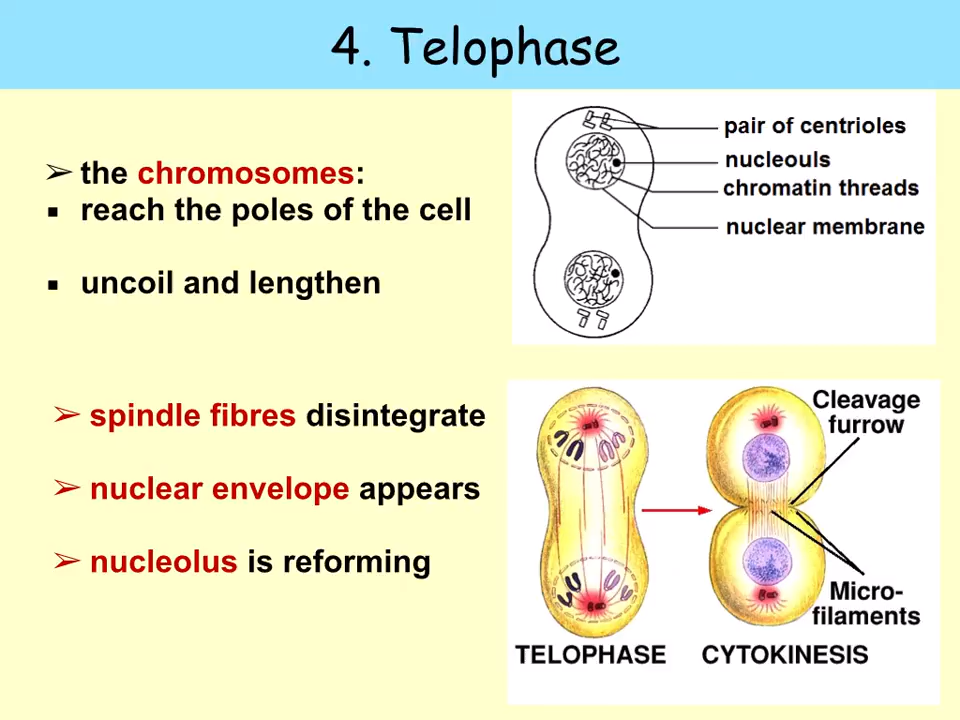 4. Telophase
➢ the chromosomes:
▪ reach the poles of the cell
▪ uncoil and lengthen
➢ spindle fibres disintegrate
➢ nuclear envelope appears
➢ nucleolus is reforming
pair of centrioles
nucleouls
chromatin threads
nuclear membrane
Cleavage
furrow
Micro-
filaments
TELOPHASE
CYTOKINESIS